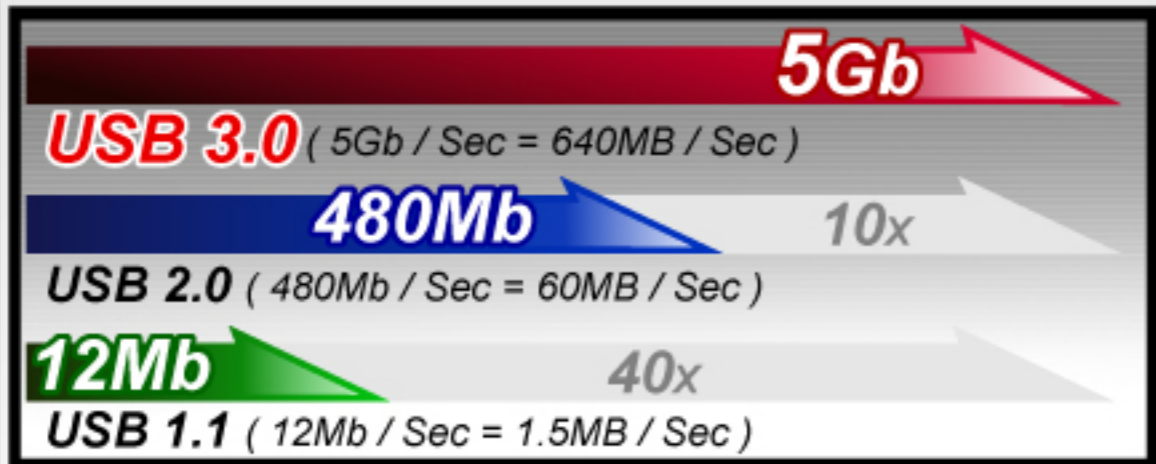 5Gb
USB 3.0 ( 5Gb / Sec = 640MB / Sec )
480Mb 10x
USB 2.0 ( 480Mb / Sec = 60MB / Sec )
12Mb 40x
USB 1.1 ( 12Mb / Sec = 1.5MB / Sec )